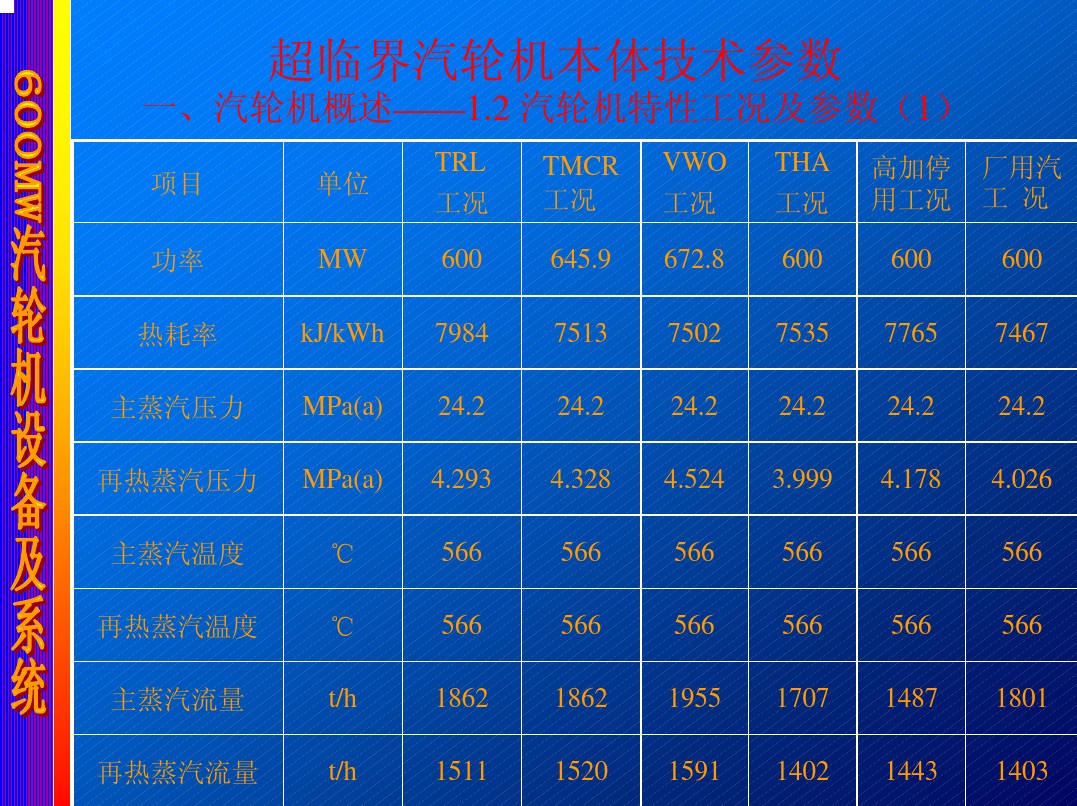 600MW汽轮机设备及系统
超临界汽轮机本体技术参数
一、汽轮机概述——1.2 汽轮机特性工况及参数（1）
项目 单位 TRL 工况 TMCR 工况 VWO 工况 THA 工况 高加停用工况 厂用汽工 况
功率 MW 600 645.9 672.8 600 600 600
热耗率 kJ/kWh 7984 7513 7502 7535 7765 7467
主蒸汽压力 MPa(a) 24.2 24.2 24.2 24.2 24.2 24.2
再热蒸汽压力 MPa(a) 4.293 4.328 4.524 3.999 4.178 4.026
主蒸汽温度 ℃ 566 566 566 566 566 566
再热蒸汽温度 ℃ 566 566 566 566 566 566
主蒸汽流量 t/h 1862 1862 1955 1707 1487 1801
再热蒸汽流量 t/h 1511 1520 1591 1402 1443 1403